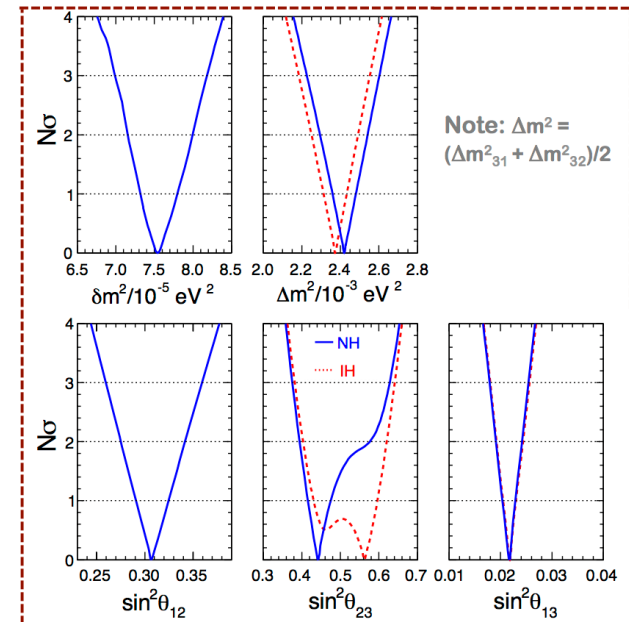 4
3
2
1
0
Nσ
6.5 7.0 7.5 8.0 8.5
δm²/10⁻⁵ eV²
2.0 2.2 2.4 2.6 2.8
Δm²/10⁻³ eV²
Note: Δm² =
(Δm²₃₁ + Δm²₃₂)/2
4
3
2
1
0
Nσ
0.25 0.30 0.35
sin²θ₁₂
NH
IH
0.3 0.4 0.5 0.6 0.7
sin²θ₂₃
0.01 0.02 0.03 0.04
sin²θ₁₃